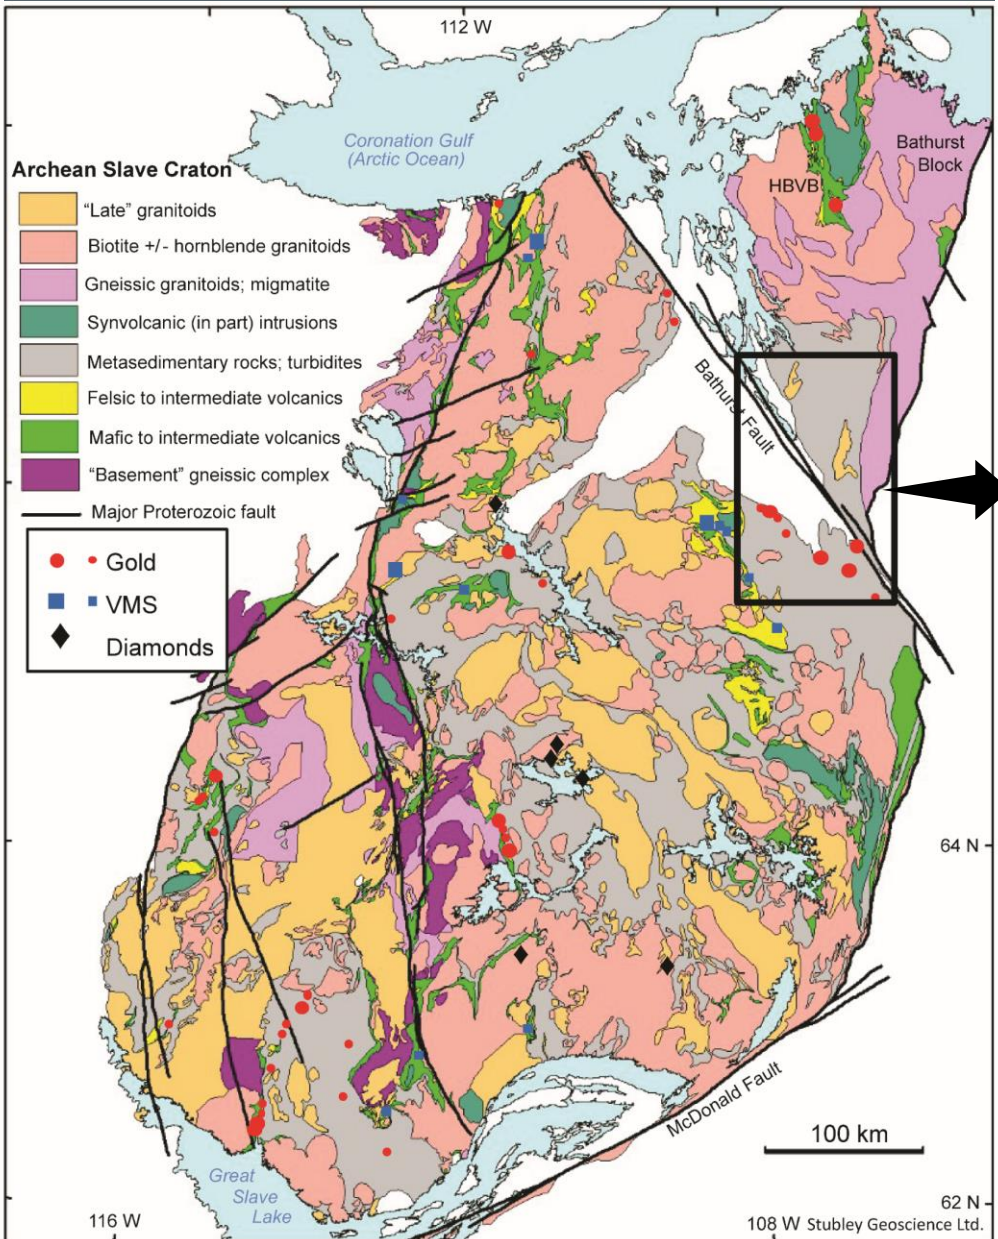 112 W
Coronation Gulf
(Arctic Ocean)
Bathurst
Block
HBVB
Archean Slave Craton
“Late” granitoids
Biotite +/- hornblende granitoids
Gneissic granitoids; migmatite
Synvolcanic (in part) intrusions
Metasedimentary rocks; turbidites
Felsic to intermediate volcanics
Mafic to intermediate volcanics
“Basement” gneissic complex
Major Proterozoic fault
Bathurst Fault
Gold
VMS
Diamonds
64 N
McDonald Fault
100 km
Great
Slave
Lake
62 N
116 W
108 W Stubley Geoscience Ltd.